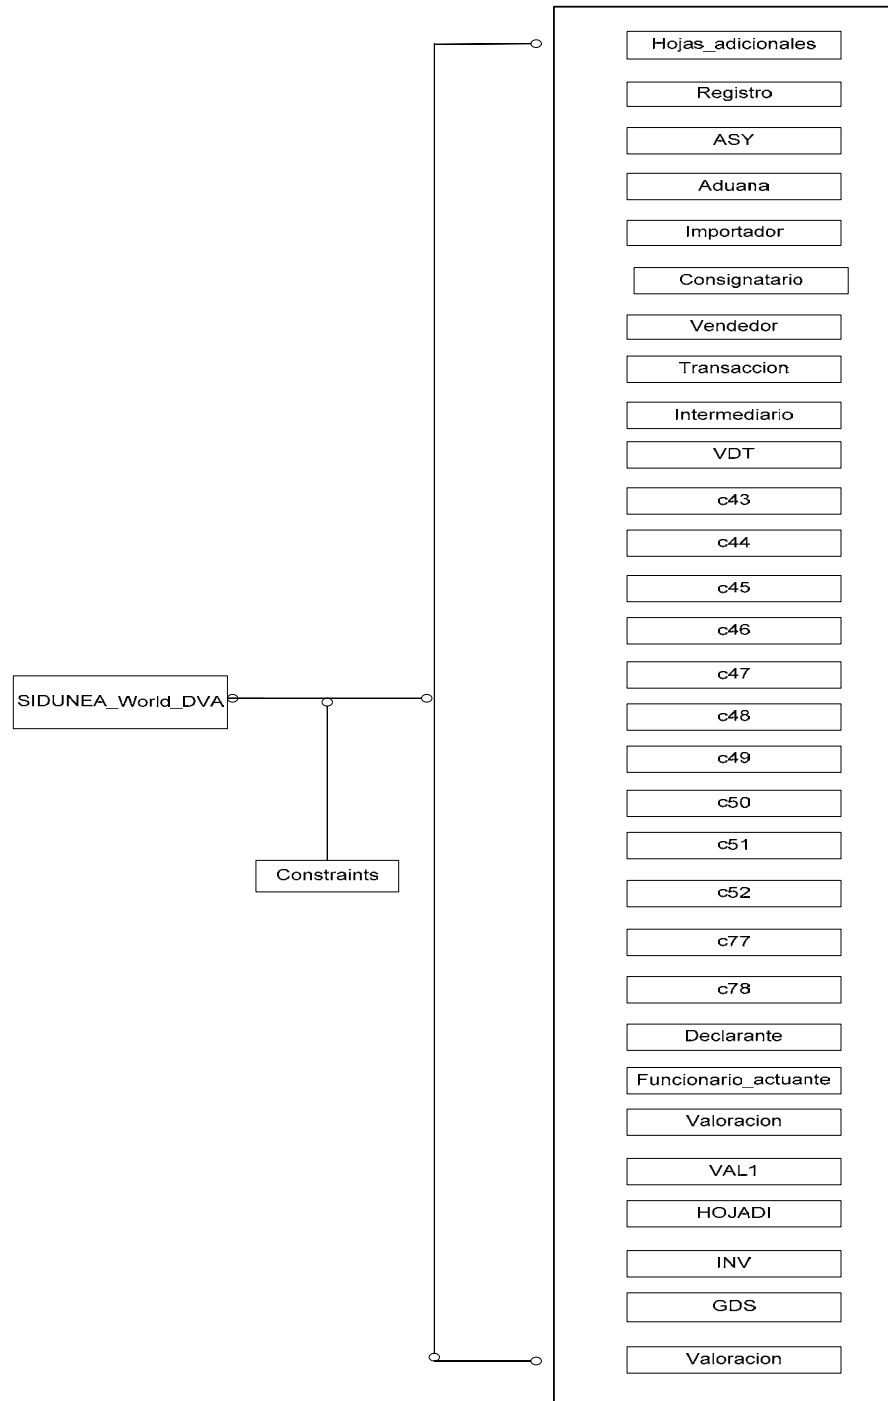 Hojas_adicionales
Registro
ASY
Aduana
Importador
Consignatario
Vendedor
Transaccion
Intermediario
VDT
c43
c44
c45
c46
c47
SIDUNEA_World_DVA
c48
c49
c50
c51
Constraints
c52
c77
c78
Declarante
Funcionario_actuante
Valoracion
VAL1
HOJADI
INV
GDS
Valoracion